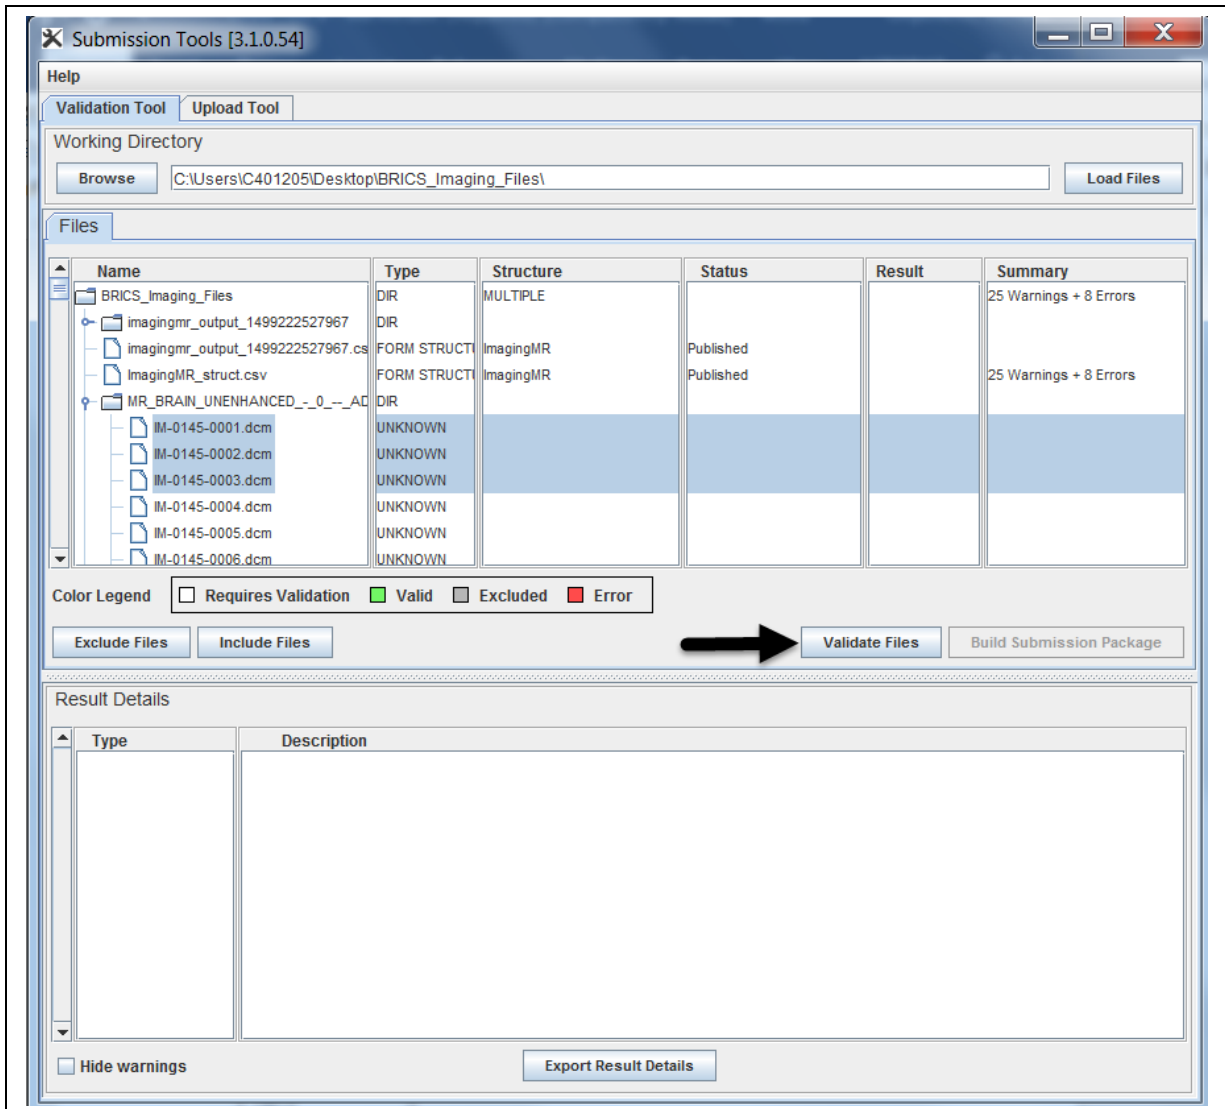 Submission Tools [3.1.0.54]
Help
Validation Tool Upload Tool
Working Directory
Browse C:\Users\C401205\Desktop\BRICS_Imaging_Files\ Load Files
Files
Name Type Structure Status Result Summary
BRICS_Imaging_Files DIR MULTIPLE 25 Warnings + 8 Errors
imagingmr_output_1499222527967 DIR
imagingmr_output_1499222527967.cs FORM STRUCTU ImagingMR Published
ImagingMR_struct.csv FORM STRUCTU ImagingMR Published 25 Warnings + 8 Errors
MR_BRAIN_UNENHANCED_-_0_--_AD DIR
IM-0145-0001.dcm UNKNOWN
IM-0145-0002.dcm UNKNOWN
IM-0145-0003.dcm UNKNOWN
IM-0145-0004.dcm UNKNOWN
IM-0145-0005.dcm UNKNOWN
IM-0145-0006.dcm UNKNOWN
Color Legend Requires Validation Valid Excluded Error
Exclude Files Include Files Validate Files Build Submission Package
Result Details
Type Description
Hide warnings Export Result Details